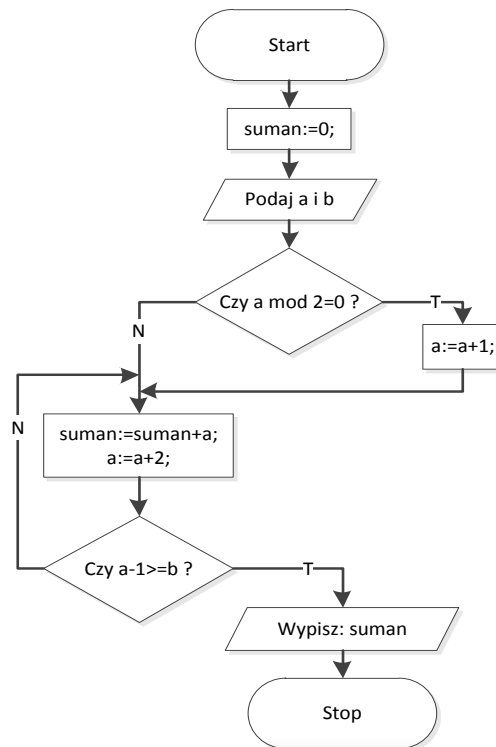 Start
suman:=0;
Podaj a i b
Czy a mod 2=0 ?
T
N
a:=a+1;
N
suman:=suman+a;
a:=a+2;
Czy a-1>=b ?
T
Wypisz: suman
Stop